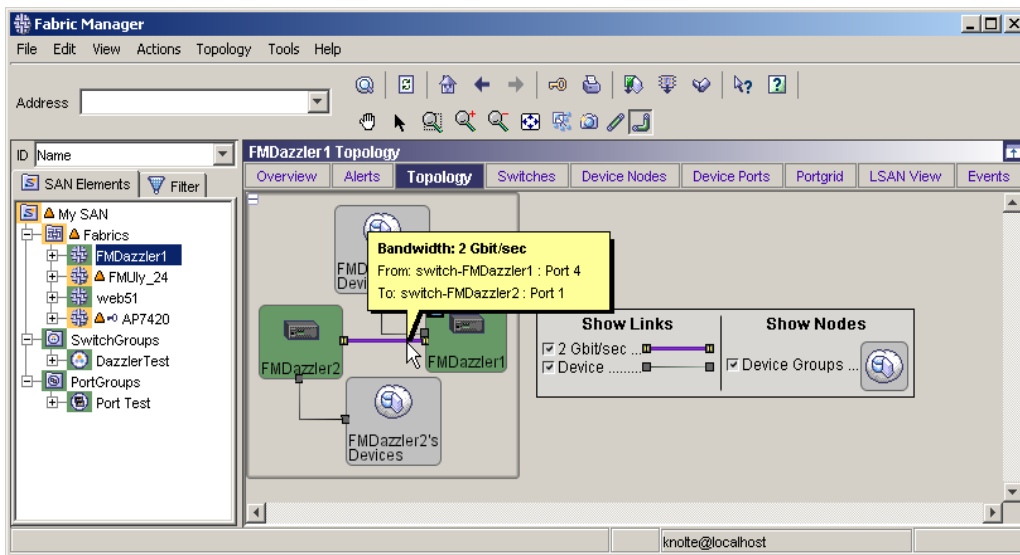 Fabric Manager
File Edit View Actions Topology Tools Help
Address
ID Name
SAN Elements Filter
My SAN
Fabrics
FMDazzler1
FMUly_24
web51
AP7420
SwitchGroups
DazzlerTest
PortGroups
Port Test
FMDazzler1 Topology
Overview Alerts Topology Switches Device Nodes Device Ports Portgrid LSAN View Events
Bandwidth: 2 Gbit/sec
From: switch-FMDazzler1 : Port 4
To: switch-FMDazzler2 : Port 1
FMD
Devi
FMDazzler2
FMDazzler1
FMDazzler2's
Devices
Show Links Show Nodes
2 Gbit/sec ...
Device .........
Device Groups ...
knolte@localhost